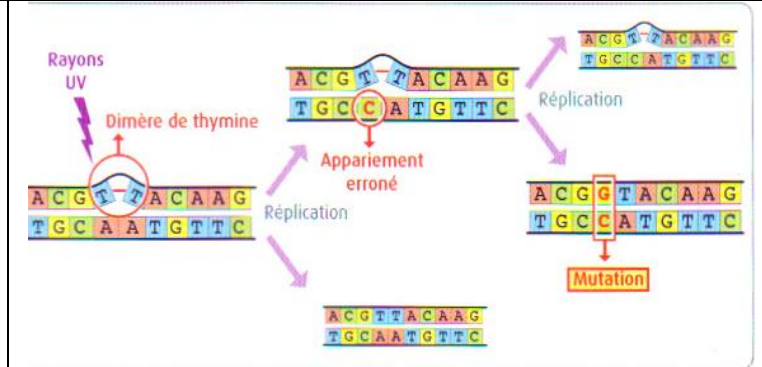 Rayons
UV
Dimère de thymine
ACGTTACAAG
TGCAATGTTC
Réplication
ACGTTACAAG
TGCCATGTTC
Appariement
erroné
ACGTTACAAG
TGCAATGTTC
Réplication
ACGTTACAAG
TGCCATGTTC
ACGGTACAAG
TGCCATGTTC
Mutation